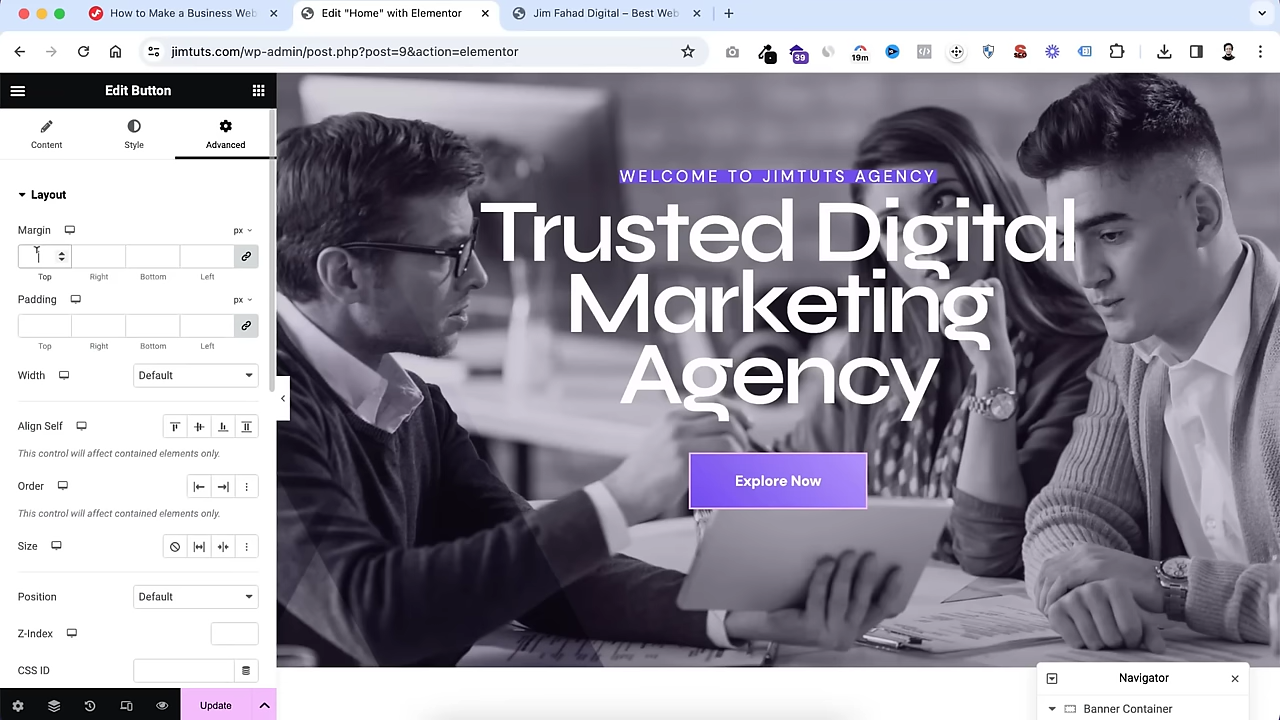 How to Make a Business Web
Edit "Home" with Elementor
Jim Fahad Digital – Best Web
jimtuts.com/wp-admin/post.php?post=9&action=elementor
39
19m
Edit Button
Content
Style
Advanced
Layout
Margin
px
Top
Right
Bottom
Left
Padding
px
Top
Right
Bottom
Left
Width
Default
Align Self
This control will affect contained elements only.
Order
This control will affect contained elements only.
Size
Position
Default
Z-Index
CSS ID
Update
WELCOME TO JIMTUTS AGENCY
Trusted Digital
Marketing
Agency
Explore Now
Navigator
Banner Container